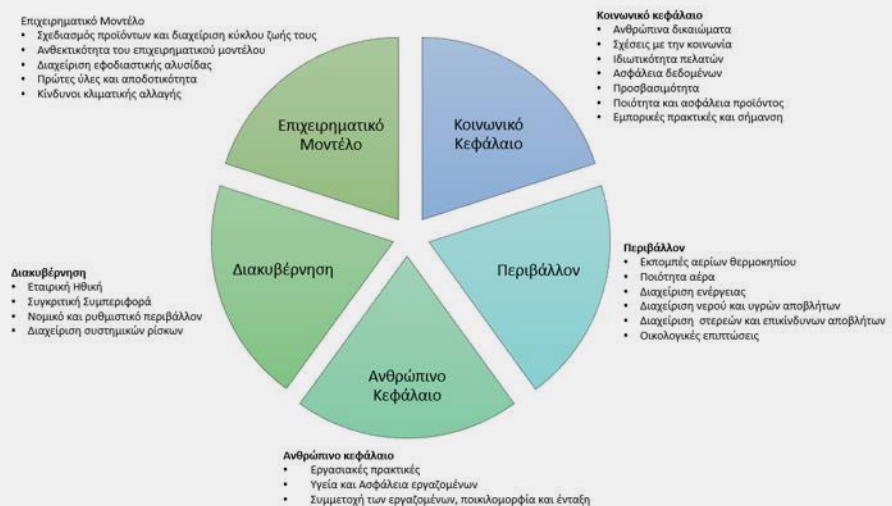 Επιχειρηματικό Μοντέλο
• Σχεδιασμός προϊόντων και διαχείριση κύκλου ζωής τους
• Ανθεκτικότητα του επιχειρηματικού μοντέλου
• Διαχείριση εφοδιαστικής αλυσίδας
• Πρώτες ύλες και αποδοτικότητα
• Κίνδυνοι κλιματικής αλλαγής
Κοινωνικό κεφάλαιο
• Ανθρώπινα δικαιώματα
• Σχέσεις με την κοινωνία
• Ιδιωτικότητα πελατών
• Ασφάλεια δεδομένων
• Προσβασιμότητα
• Ποιότητα και ασφάλεια προϊόντος
• Εμπορικές πρακτικές και σήμανση
Επιχειρηματικό
Μοντέλο
Κοινωνικό
Κεφάλαιο
Διακυβέρνηση
Περιβάλλον
Ανθρώπινο
Κεφάλαιο
Διακυβέρνηση
• Εταιρική Ηθική
• Συγκριτική Συμπεριφορά
• Νομικό και ρυθμιστικό περιβάλλον
• Διαχείριση συστημικών ρίσκων
Περιβάλλον
• Εκπομπές αερίων θερμοκηπίου
• Ποιότητα αέρα
• Διαχείριση ενέργειας
• Διαχείριση νερού και υγρών αποβλήτων
• Διαχείριση στερεών και επικίνδυνων αποβλήτων
• Οικολογικές επιπτώσεις
Ανθρώπινο κεφάλαιο
• Εργασιακές πρακτικές
• Υγεία και Ασφάλεια εργαζομένων
• Συμμετοχή των εργαζομένων, ποικιλομορφία και ένταξη